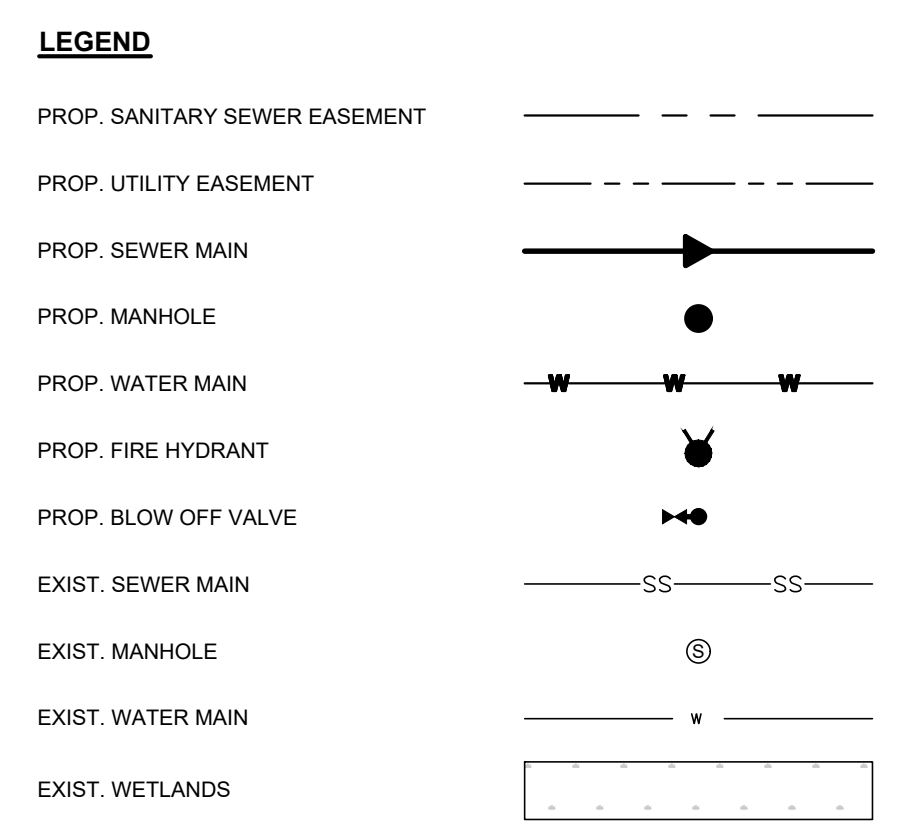 LEGEND
PROP. SANITARY SEWER EASEMENT
PROP. UTILITY EASEMENT
PROP. SEWER MAIN
PROP. MANHOLE
PROP. WATER MAIN W W W
PROP. FIRE HYDRANT
PROP. BLOW OFF VALVE
EXIST. SEWER MAIN SS SS
EXIST. MANHOLE S
EXIST. WATER MAIN W
EXIST. WETLANDS